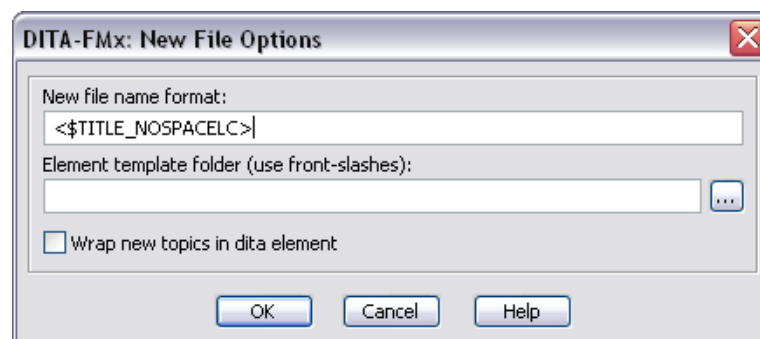 DITA-FMx: New File Options
New file name format:
<$TITLE_NOSPACELC>
Element template folder (use front-slashes):
...
Wrap new topics in dita element
OK Cancel Help